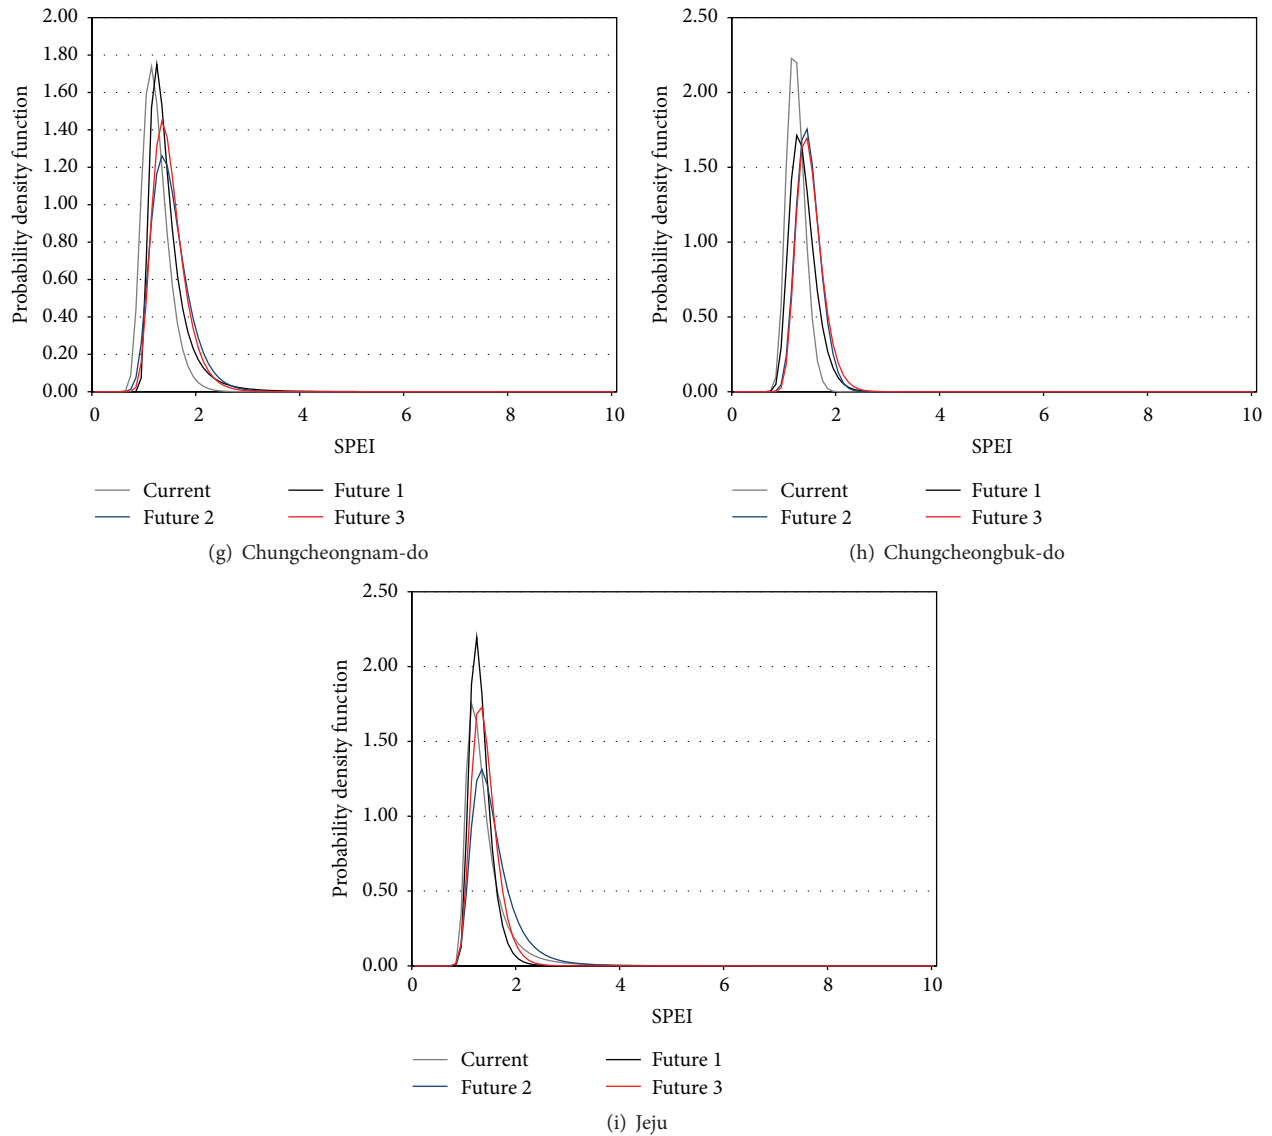 2.00
1.80
1.60
1.40
1.20
1.00
0.80
0.60
0.40
0.20
0.00
Probability density function
0 2 4 6 8 10
SPEI
Current Future 1
Future 2 Future 3
(g) Chungcheongnam-do
2.50
2.00
1.50
1.00
0.50
0.00
Probability density function
0 2 4 6 8 10
SPEI
Current Future 1
Future 2 Future 3
(h) Chungcheongbuk-do
2.50
2.00
1.50
1.00
0.50
0.00
Probability density function
0 2 4 6 8 10
SPEI
Current Future 1
Future 2 Future 3
(i) Jeju